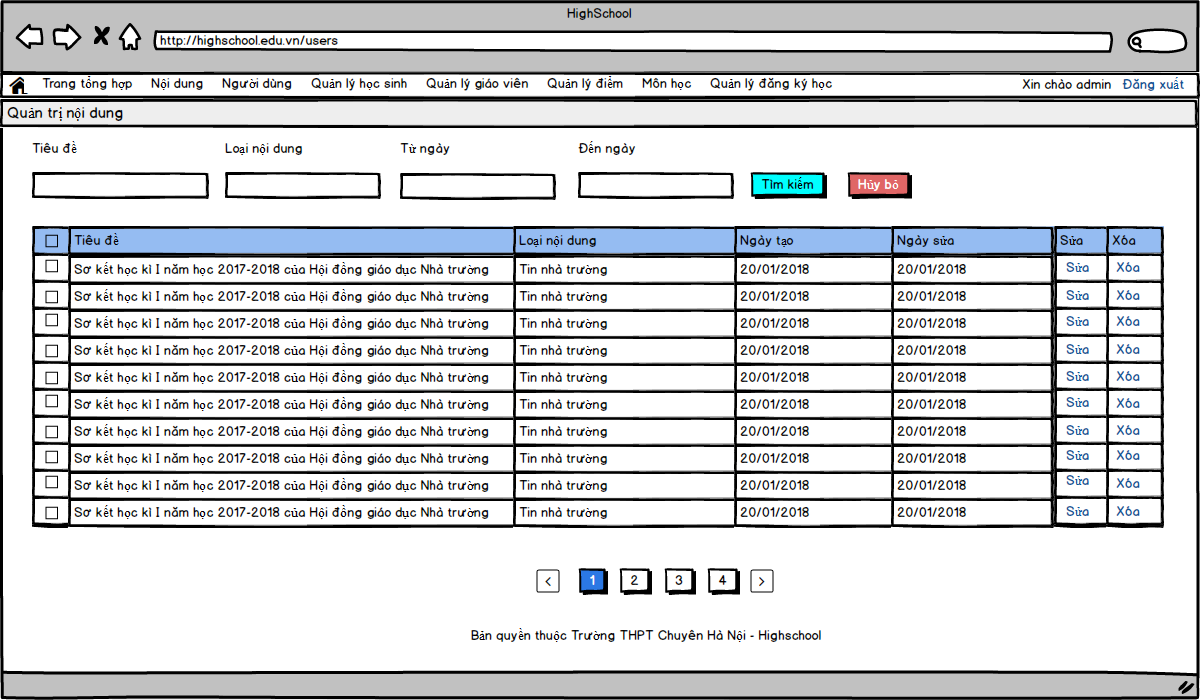 HighSchool
http://highschool.edu.vn/users
Trang tổng hợp Nội dung Người dùng Quản lý học sinh Quản lý giáo viên Quản lý điểm Môn học Quản lý đăng ký học Xin chào admin Đăng xuất
Quản trị nội dung
Tiêu đề Loại nội dung Từ ngày Đến ngày
Tìm kiếm Hủy bỏ
Tiêu đề Loại nội dung Ngày tạo Ngày sửa Sửa Xóa
Sơ kết học kì I năm học 2017-2018 của Hội đồng giáo dục Nhà trường Tin nhà trường 20/01/2018 20/01/2018 Sửa Xóa
Sơ kết học kì I năm học 2017-2018 của Hội đồng giáo dục Nhà trường Tin nhà trường 20/01/2018 20/01/2018 Sửa Xóa
Sơ kết học kì I năm học 2017-2018 của Hội đồng giáo dục Nhà trường Tin nhà trường 20/01/2018 20/01/2018 Sửa Xóa
Sơ kết học kì I năm học 2017-2018 của Hội đồng giáo dục Nhà trường Tin nhà trường 20/01/2018 20/01/2018 Sửa Xóa
Sơ kết học kì I năm học 2017-2018 của Hội đồng giáo dục Nhà trường Tin nhà trường 20/01/2018 20/01/2018 Sửa Xóa
Sơ kết học kì I năm học 2017-2018 của Hội đồng giáo dục Nhà trường Tin nhà trường 20/01/2018 20/01/2018 Sửa Xóa
Sơ kết học kì I năm học 2017-2018 của Hội đồng giáo dục Nhà trường Tin nhà trường 20/01/2018 20/01/2018 Sửa Xóa
Sơ kết học kì I năm học 2017-2018 của Hội đồng giáo dục Nhà trường Tin nhà trường 20/01/2018 20/01/2018 Sửa Xóa
Sơ kết học kì I năm học 2017-2018 của Hội đồng giáo dục Nhà trường Tin nhà trường 20/01/2018 20/01/2018 Sửa Xóa
Sơ kết học kì I năm học 2017-2018 của Hội đồng giáo dục Nhà trường Tin nhà trường 20/01/2018 20/01/2018 Sửa Xóa
< 1 2 3 4 >
Bản quyền thuộc Trường THPT Chuyên Hà Nội - Highschool